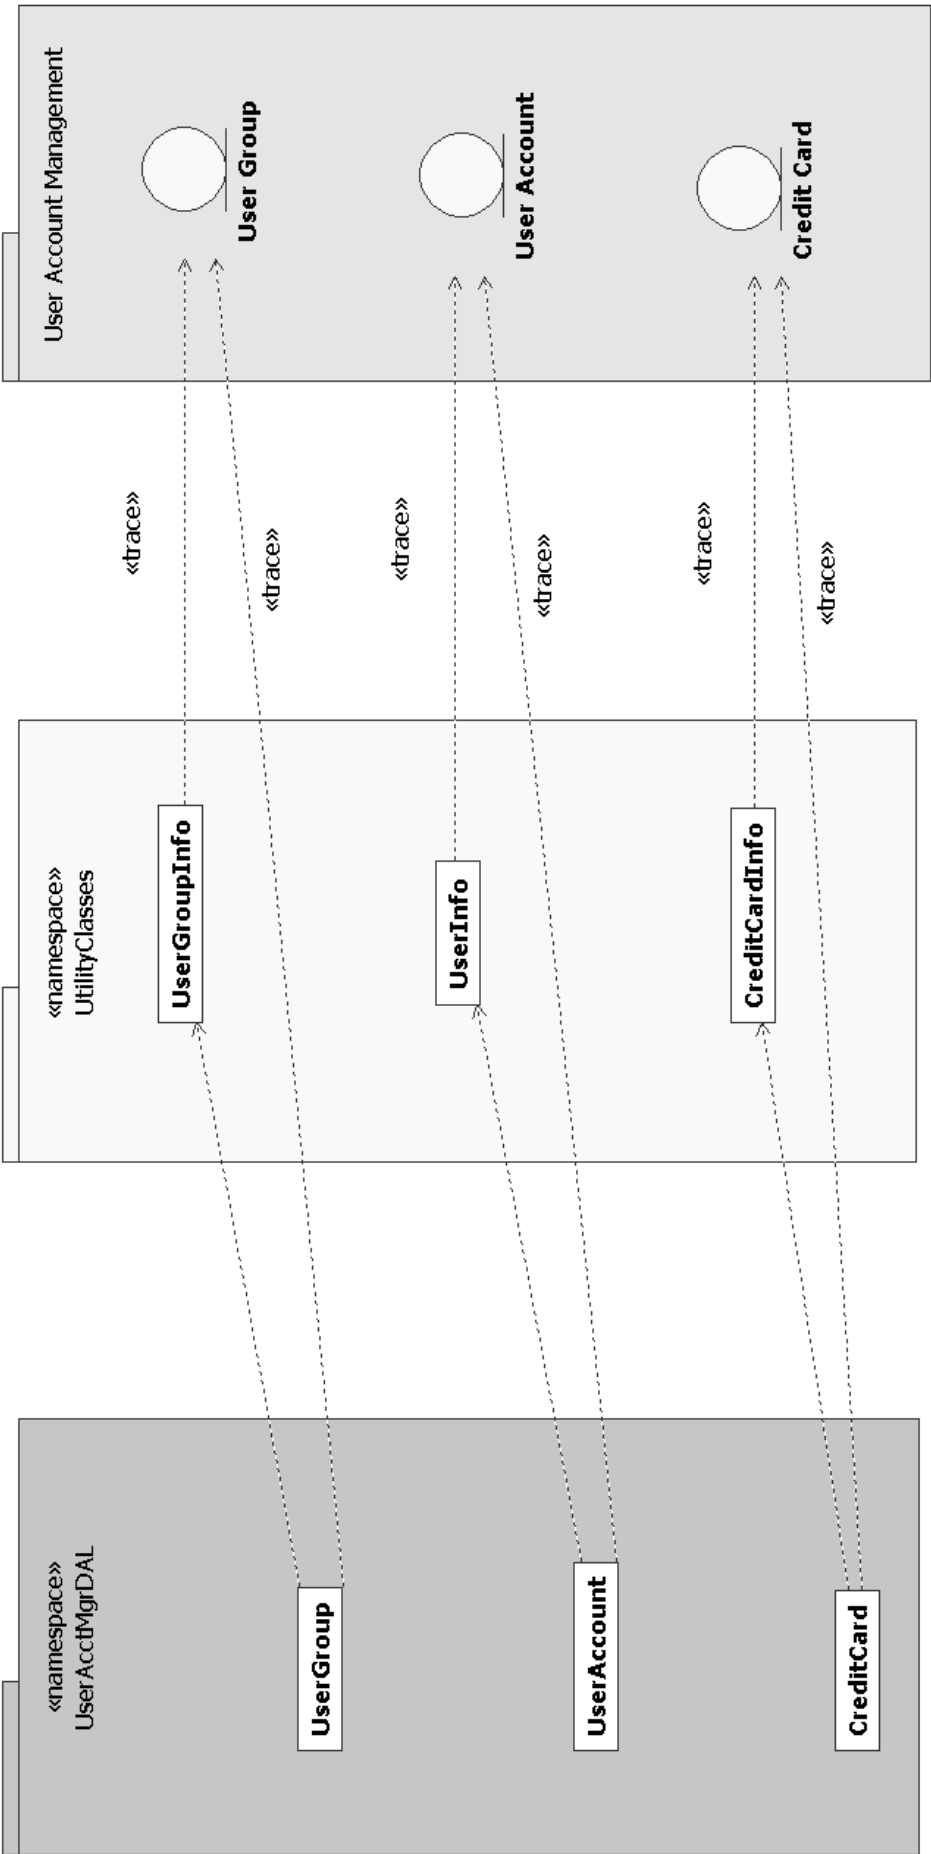 «namespace»
UserAcctMgrDAL
«namespace»
UtilityClasses
User Account Management
UserGroup
UserGroupInfo
«trace»
«trace»
User Group
UserAccount
UserInfo
«trace»
«trace»
User Account
CreditCard
CreditCardInfo
«trace»
«trace»
Credit Card